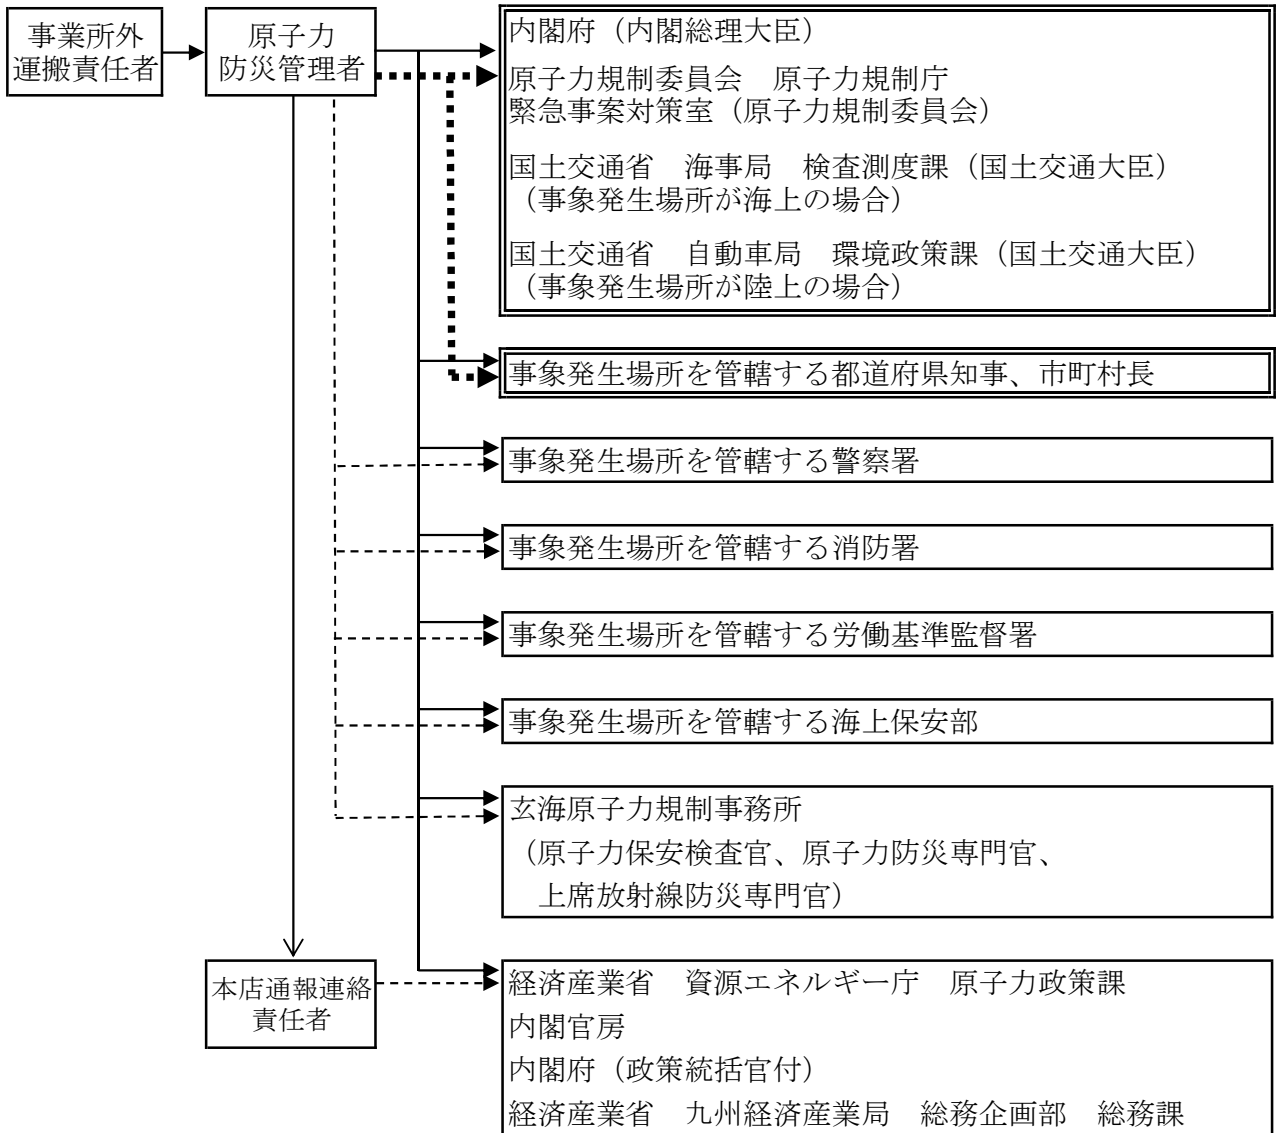 事業所外
運搬責任者
原子力
防災管理者
内閣府（内閣総理大臣）
原子力規制委員会　原子力規制庁
緊急事案対策室（原子力規制委員会）
国土交通省　海事局　検査測度課（国土交通大臣）
（事象発生場所が海上の場合）
国土交通省　自動車局　環境政策課（国土交通大臣）
（事象発生場所が陸上の場合）
事象発生場所を管轄する都道府県知事、市町村長
事象発生場所を管轄する警察署
事象発生場所を管轄する消防署
事象発生場所を管轄する労働基準監督署
事象発生場所を管轄する海上保安部
玄海原子力規制事務所
（原子力保安検査官、原子力防災専門官、
上席放射線防災専門官）
本店通報連絡
責任者
経済産業省　資源エネルギー庁　原子力政策課
内閣官房
内閣府（政策統括官付）
経済産業省　九州経済産業局　総務企画部　総務課